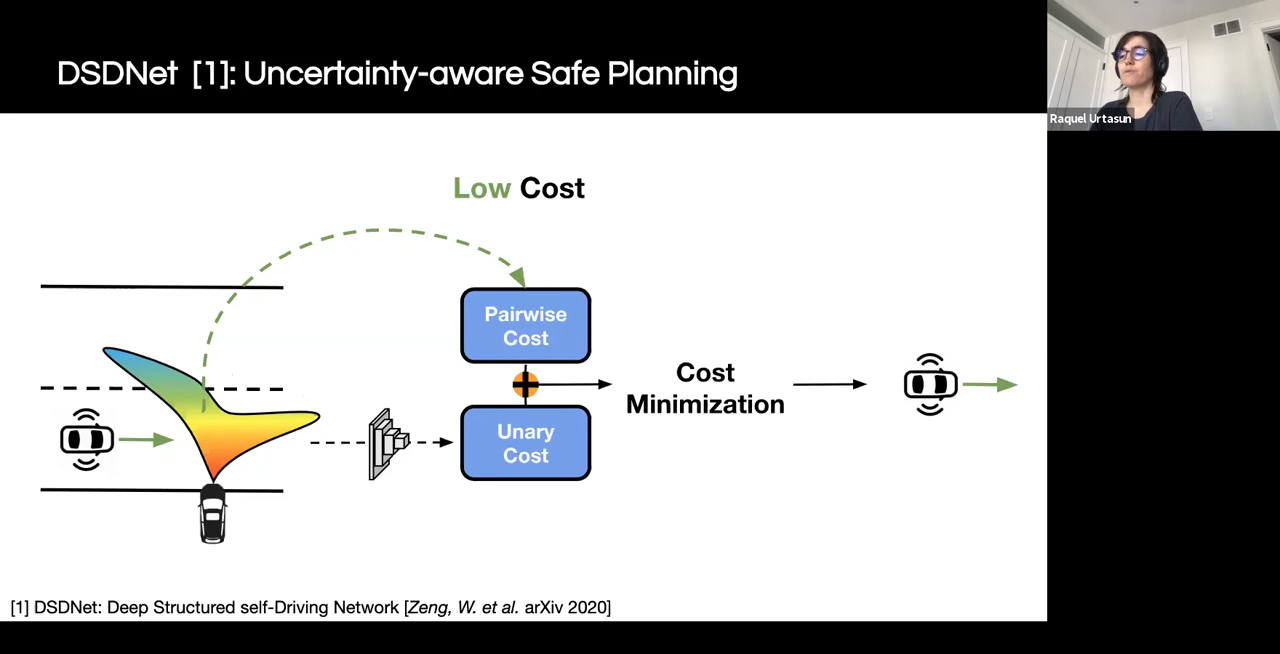 DSDNet [1]: Uncertainty-aware Safe Planning
Raquel Urtasun
Low Cost
Pairwise
Cost
Cost
Minimization
Unary
Cost
[1] DSDNet: Deep Structured self-Driving Network [Zeng, W. et al. arXiv 2020]